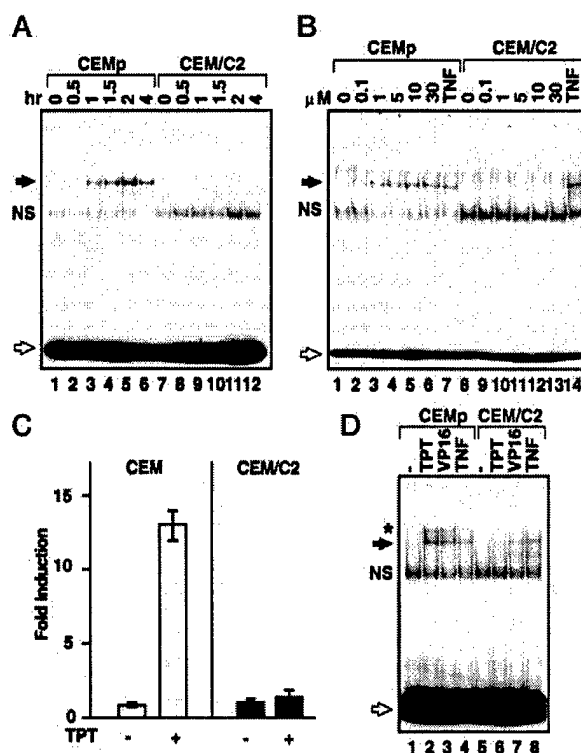 A
CEMp CEM/C2
hr 0 0.5 1 1.5 2 4 0 0.5 1 1.5 2 4
NS
1 2 3 4 5 6 7 8 9 10 11 12
B
CEMp CEM/C2
μM 0 0.1 1 5 10 30 TNF 0 0.1 1 5 10 30 TNF
NS
1 2 3 4 5 6 7 8 9 10 11 12 13 14
C
CEM CEM/C2
Fold induction
15
10
5
0
TPT - + - +
D
CEMp CEM/C2
- TPT VP16 TNF - TPT VP16 TNF
*
NS
1 2 3 4 5 6 7 8